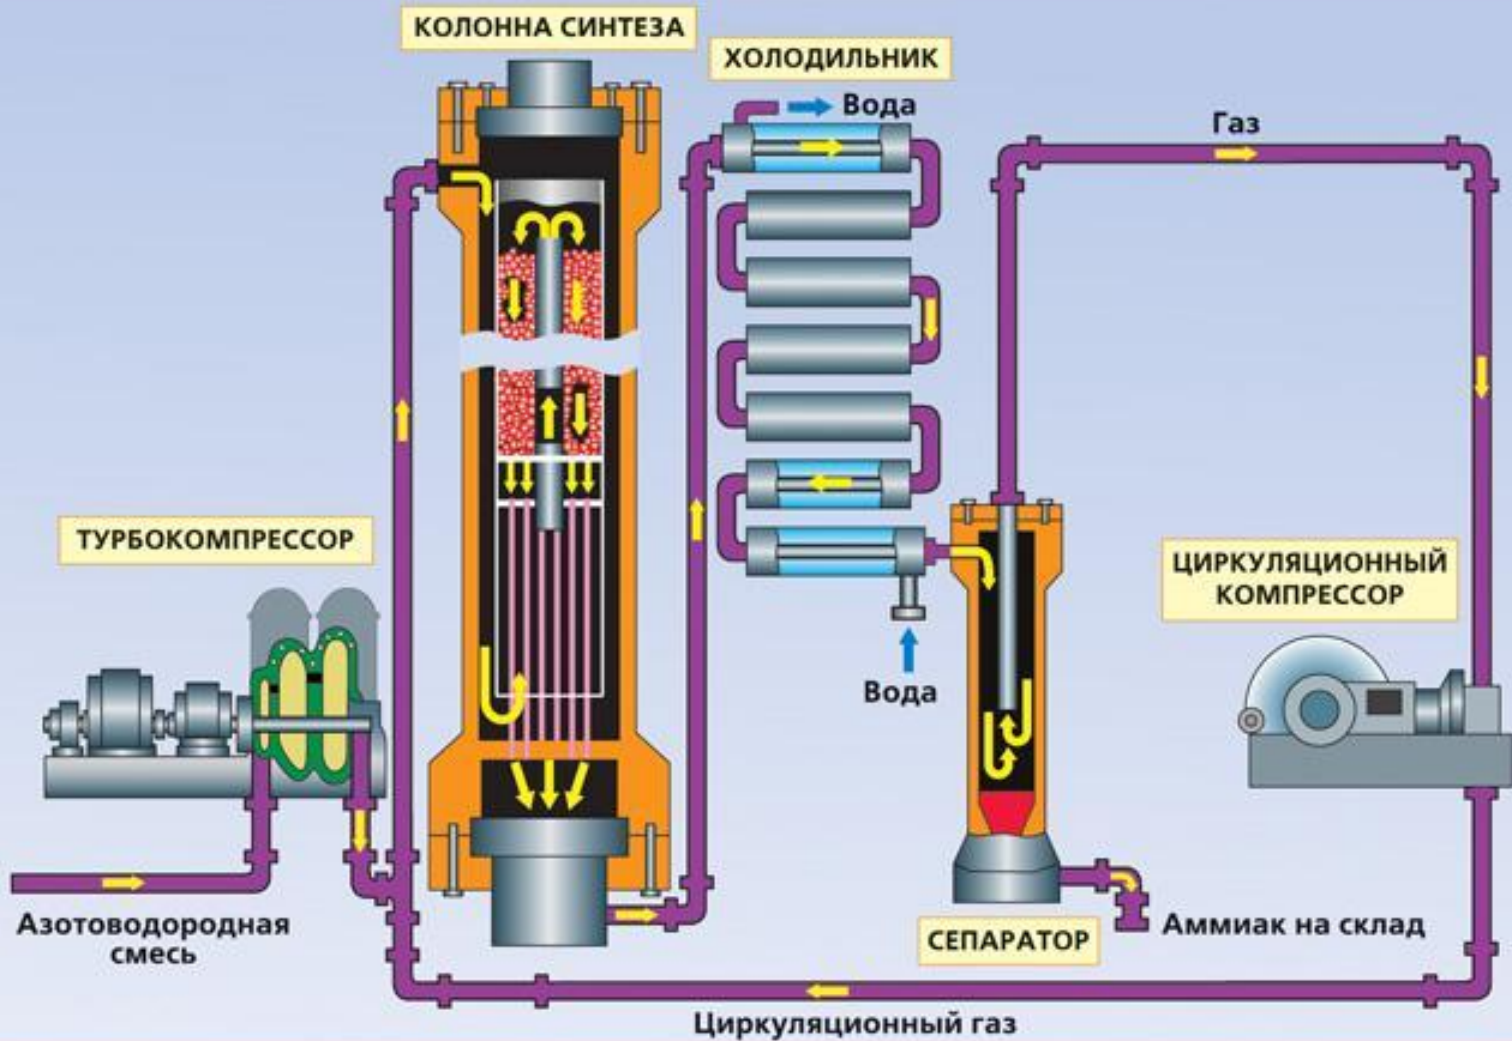 КОЛОННА СИНТЕЗА
ХОЛОДИЛЬНИК
Вода
Газ
ТУРБОКОМПРЕССОР
ЦИРКУЛЯЦИОННЫЙ
КОМПРЕССОР
Вода
Азотоводородная
смесь
СЕПАРАТОР
Аммиак на склад
Циркуляционный газ